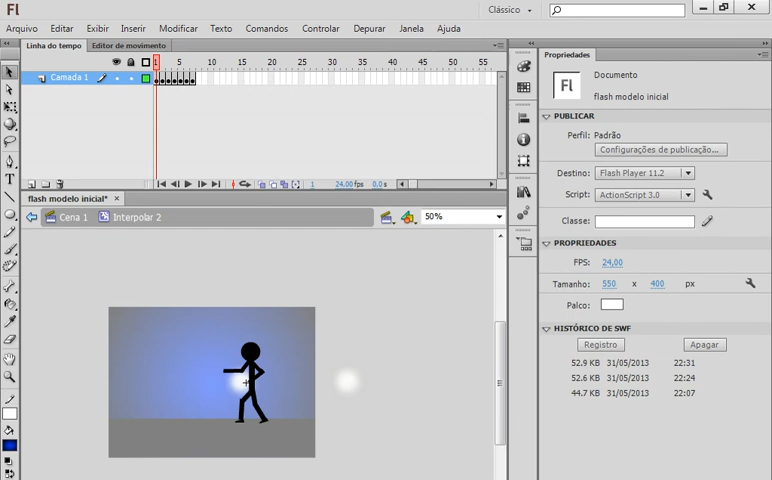 Fl
Clássico
Arquivo Editar Exibir Inserir Modificar Texto Comandos Controlar Depurar Janela Ajuda
Linha do tempo Editor de movimento
1 5 10 15 20 25 30 35 40 45 50 55
Camada 1
1 24.00 fps 0.0 s
flash modelo inicial* ×
Cena 1 Interpolar 2 50%
Propriedades
Fl Documento
flash modelo inicial
PUBLICAR
Perfil: Padrão
Configurações de publicação...
Destino: Flash Player 11.2
Script: ActionScript 3.0
Classe:
PROPRIEDADES
FPS: 24,00
Tamanho: 550 x 400 px
Palco:
HISTÓRICO DE SWF
Registro Apagar
52.9 KB 31/05/2013 22:31
52.6 KB 31/05/2013 22:24
44.7 KB 31/05/2013 22:07